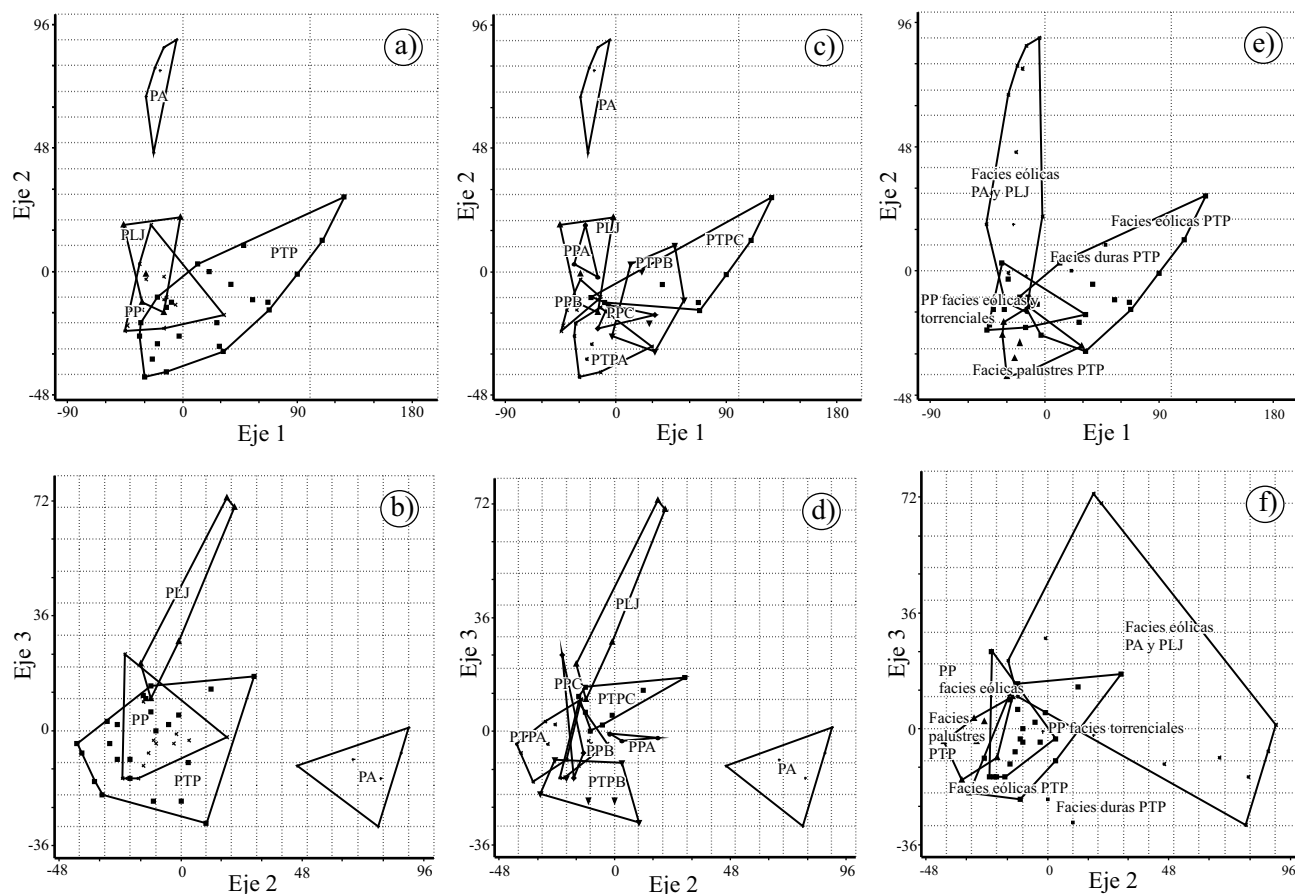 a)
96
48
0
-48
-90
0
90
180
Eje 2
Eje 1
PA
PLJ
PP
PTP
c)
96
48
0
-48
-90
0
90
180
Eje 2
Eje 1
PA
PLJ
PPA
PTPC
PTPB
PPB
PPC
PTPA
e)
96
48
0
-48
-90
0
90
180
Eje 2
Eje 1
Facies eólicas
PA y PLJ
Facies eólicas PTP
Facies duras PTP
PP facies eólicas y
torrenciales
Facies palustres PTP
b)
72
36
0
-36
-48
0
48
96
Eje 3
Eje 2
PLJ
PP
PTP
PA
d)
72
36
0
-36
-48
0
48
96
Eje 3
Eje 2
PLJ
PPC
PTPC
PTPA
PPB
PPA
PTPB
PA
f)
72
36
0
-36
-48
0
48
96
Eje 3
Eje 2
Facies eólicas
PA y PLJ
PP
facies eólicas
Facies
palustres
PTP
PP facies torrenciales
Facies eólicas PTP
Facies duras PTP